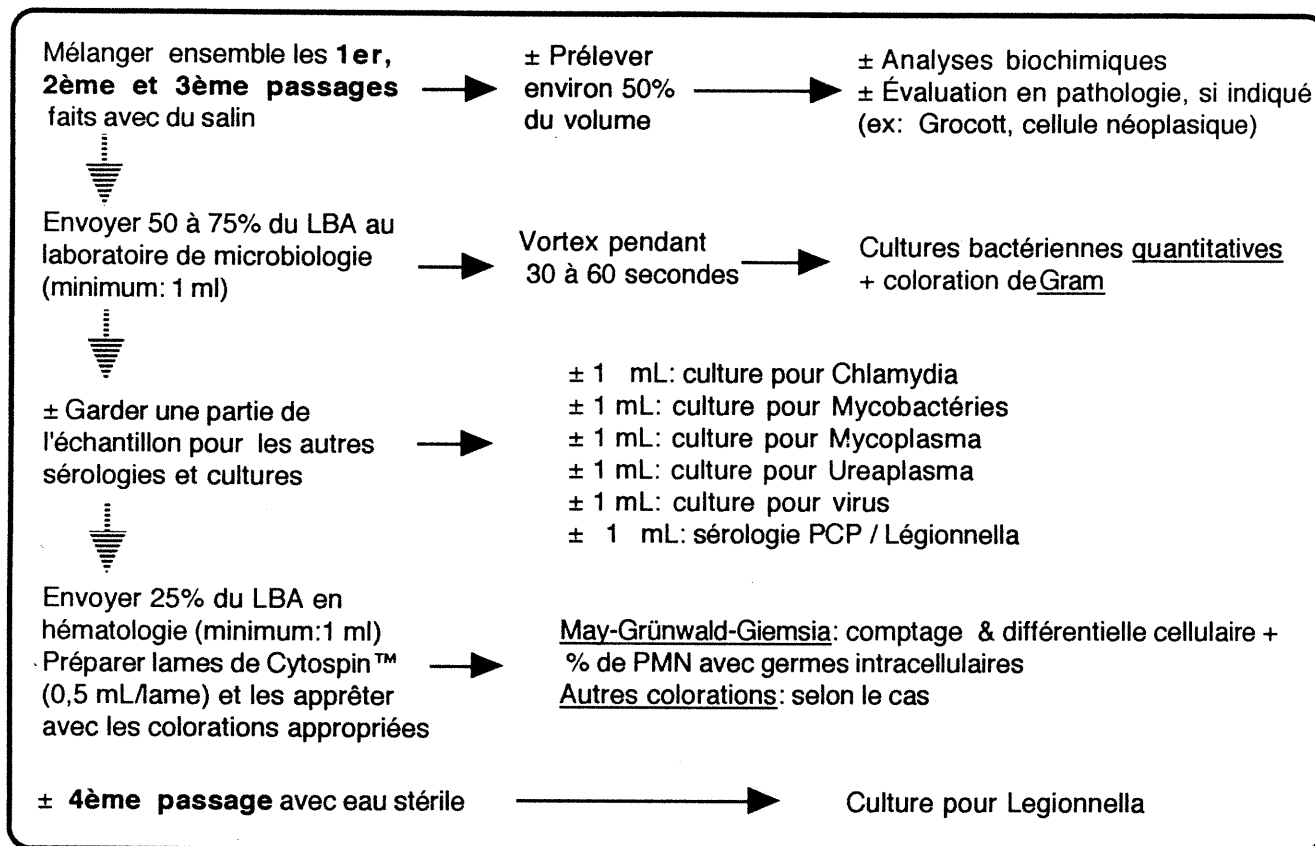 Mélanger ensemble les 1er,
2ème et 3ème passages
faits avec du salin
± Prélever
environ 50%
du volume
± Analyses biochimiques
± Évaluation en pathologie, si indiqué
(ex: Grocott, cellule néoplasique)
Envoyer 50 à 75% du LBA au
laboratoire de microbiologie
(minimum: 1 ml)
Vortex pendant
30 à 60 secondes
Cultures bactériennes quantitatives
+ coloration de Gram
± Garder une partie de
l'échantillon pour les autres
sérologies et cultures
± 1 mL: culture pour Chlamydia
± 1 mL: culture pour Mycobactéries
± 1 mL: culture pour Mycoplasma
± 1 mL: culture pour Ureaplasma
± 1 mL: culture pour virus
± 1 mL: sérologie PCP / Légionnella
Envoyer 25% du LBA en
hématologie (minimum:1 ml)
Préparer lames de Cytospin™
(0,5 mL/lame) et les apprêter
avec les colorations appropriées
May-Grünwald-Giemsia: comptage & différentielle cellulaire +
% de PMN avec germes intracellulaires
Autres colorations: selon le cas
± 4ème passage avec eau stérile
Culture pour Legionnella